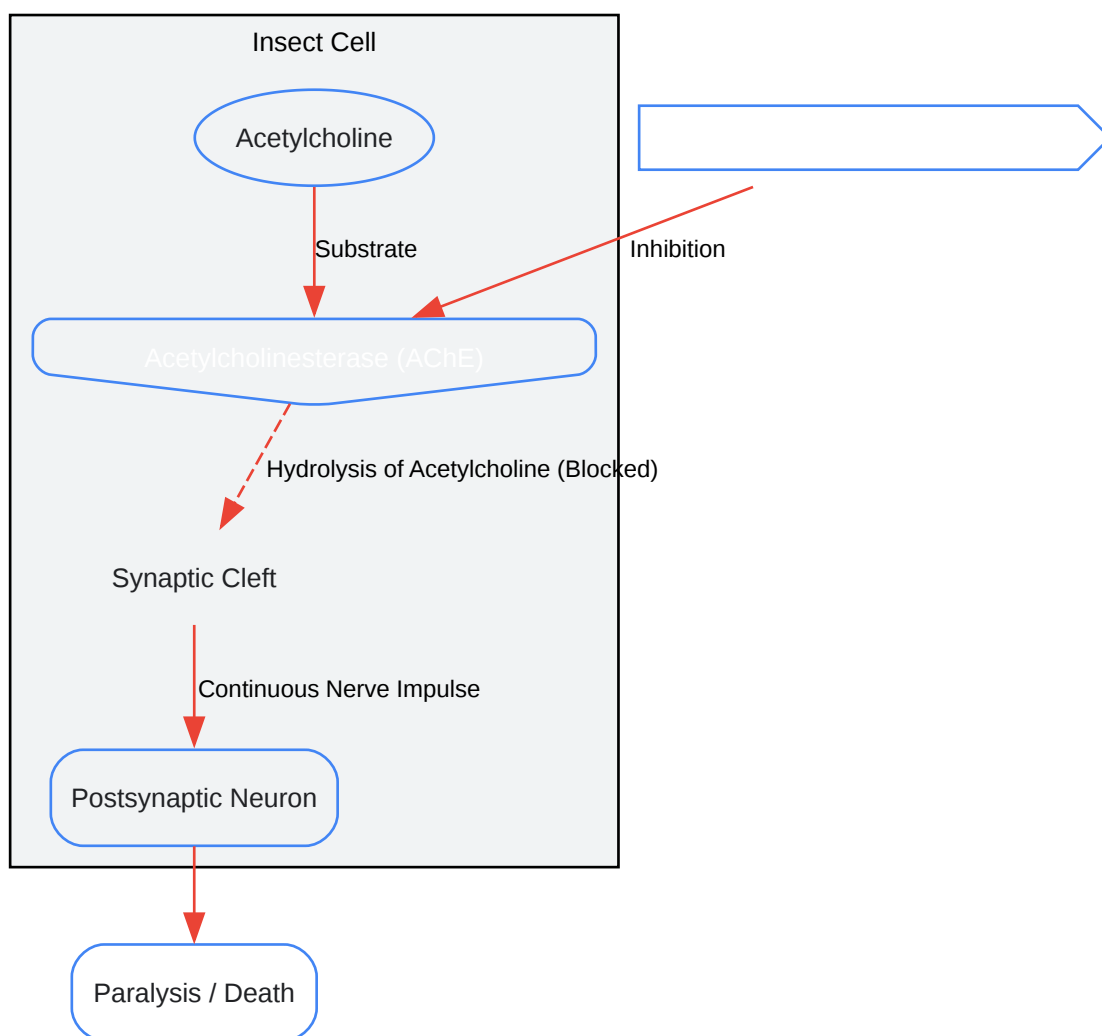 Insect Cell
Acetylcholine
Substrate
Inhibition
Acetylcholinesterase (AChE)
Hydrolysis of Acetylcholine (Blocked)
Synaptic Cleft
Continuous Nerve Impulse
Postsynaptic Neuron
Paralysis / Death